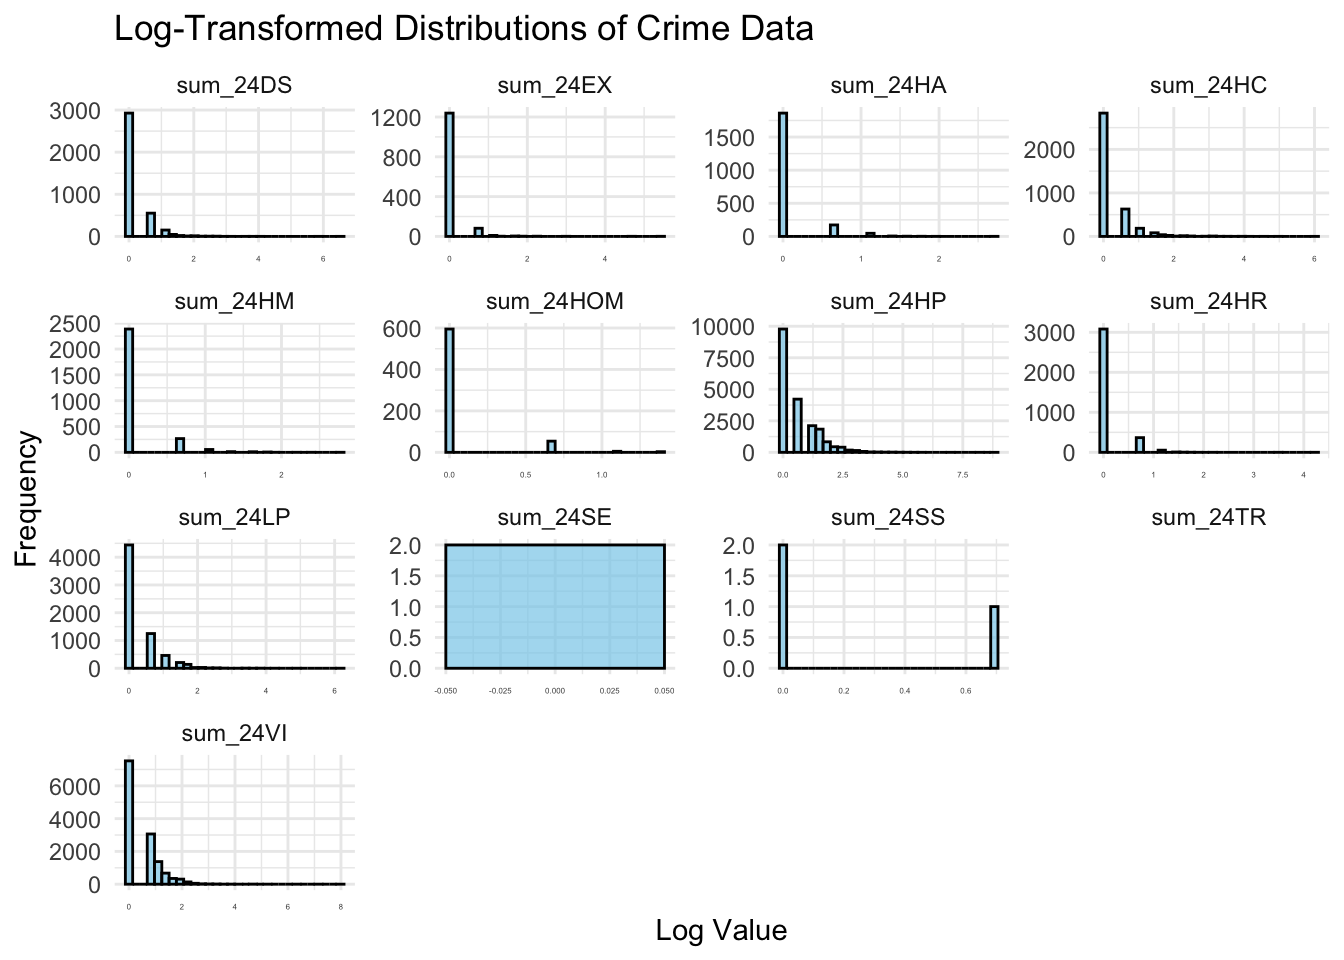 Log-Transformed Distributions of Crime Data
sum_24DS
3000
2000
1000
0
0 2 4 6
sum_24EX
1200
800
400
0
0 2 4
sum_24HA
1500
1000
500
0
0 1 2
sum_24HC
2000
1000
0
0 2 4 6
sum_24HM
2500
2000
1500
1000
500
0
0 1 2
sum_24HOM
600
400
200
0
0.0 0.5 1.0
sum_24HP
10000
7500
5000
2500
0
0.0 2.5 5.0 7.5
sum_24HR
3000
2000
1000
0
0 1 2 3 4
Frequency
sum_24LP
4000
3000
2000
1000
0
0 2 4 6
sum_24SE
2.0
1.5
1.0
0.5
0.0
-0.050 -0.025 0.000 0.025 0.050
sum_24SS
2.0
1.5
1.0
0.5
0.0
0.0 0.2 0.4 0.6
sum_24TR
sum_24VI
6000
4000
2000
0
0 2 4 6 8
Log Value